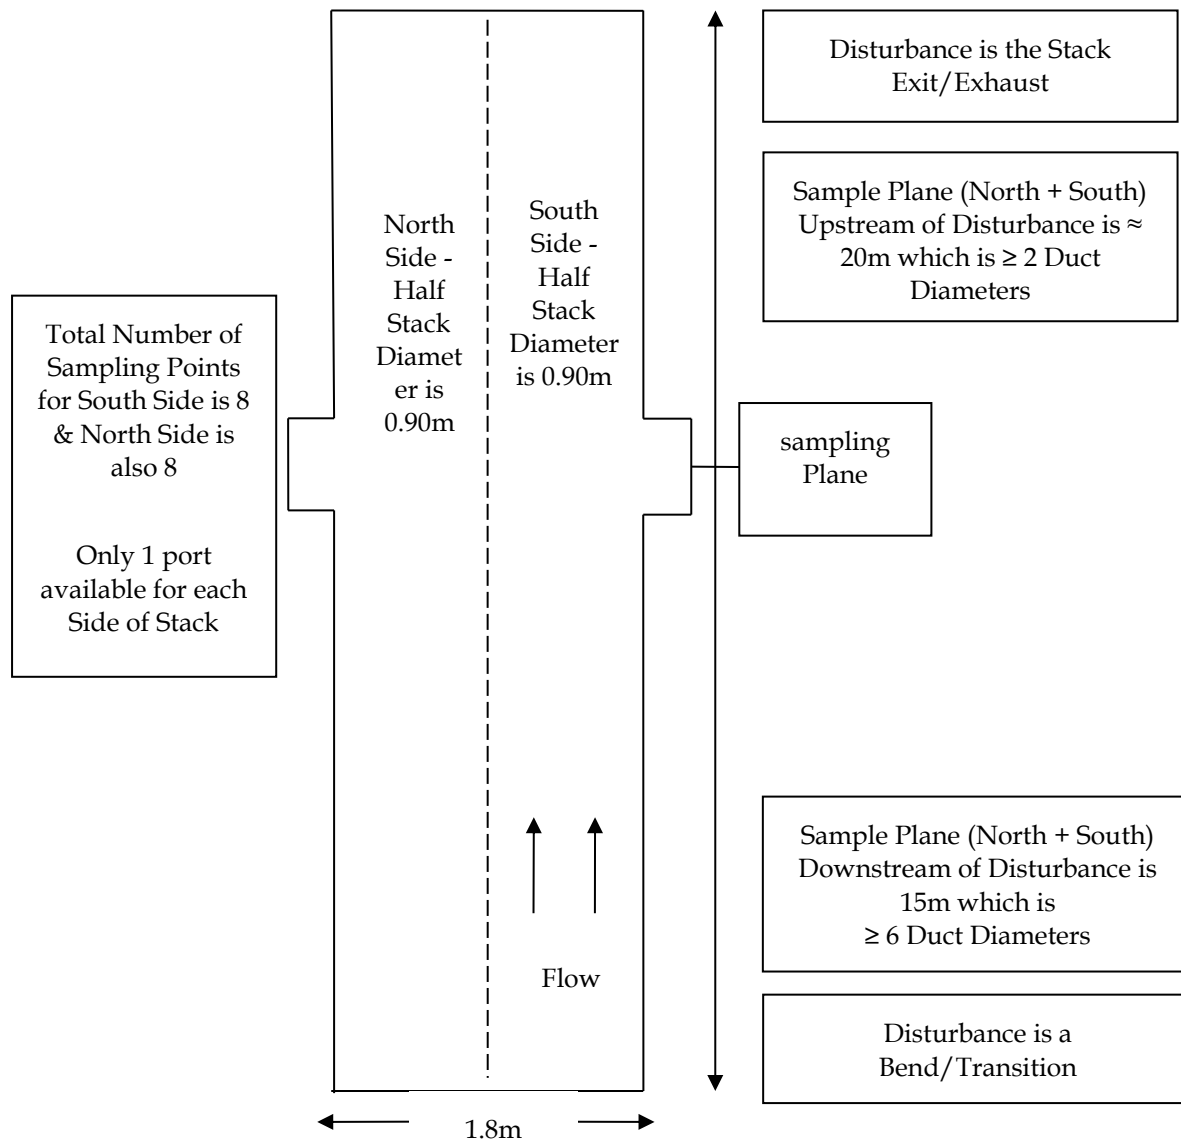 Disturbance is the Stack
Exit/Exhaust
Sample Plane (North + South)
Upstream of Disturbance is ≈
20m which is ≥ 2 Duct
Diameters
North
Side -
Half
Stack
Diamet
er is
0.90m
South
Side -
Half
Stack
Diameter
is 0.90m
Total Number of
Sampling Points
for South Side is 8
& North Side is
also 8
Only 1 port
available for each
Side of Stack
sampling
Plane
Sample Plane (North + South)
Downstream of Disturbance is
15m which is
≥ 6 Duct Diameters
Flow
Disturbance is a
Bend/Transition
1.8m